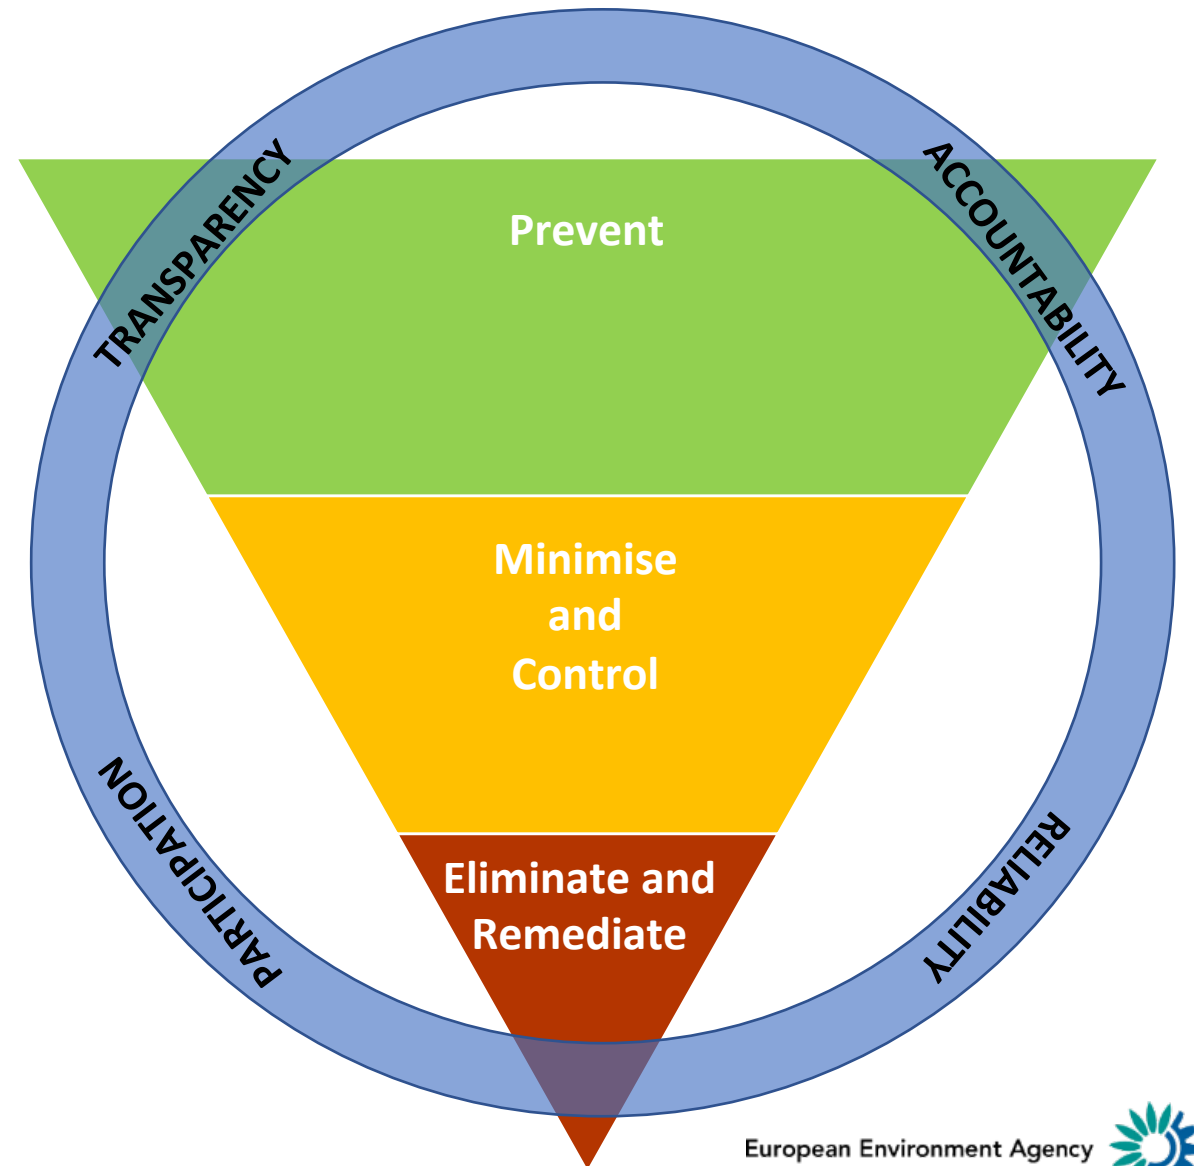 TRANSPARENCY
ACCOUNTABILITY
Prevent
Minimise
and
Control
Eliminate and
Remediate
PARTICIPATION
RELIABILITY
European Environment Agency